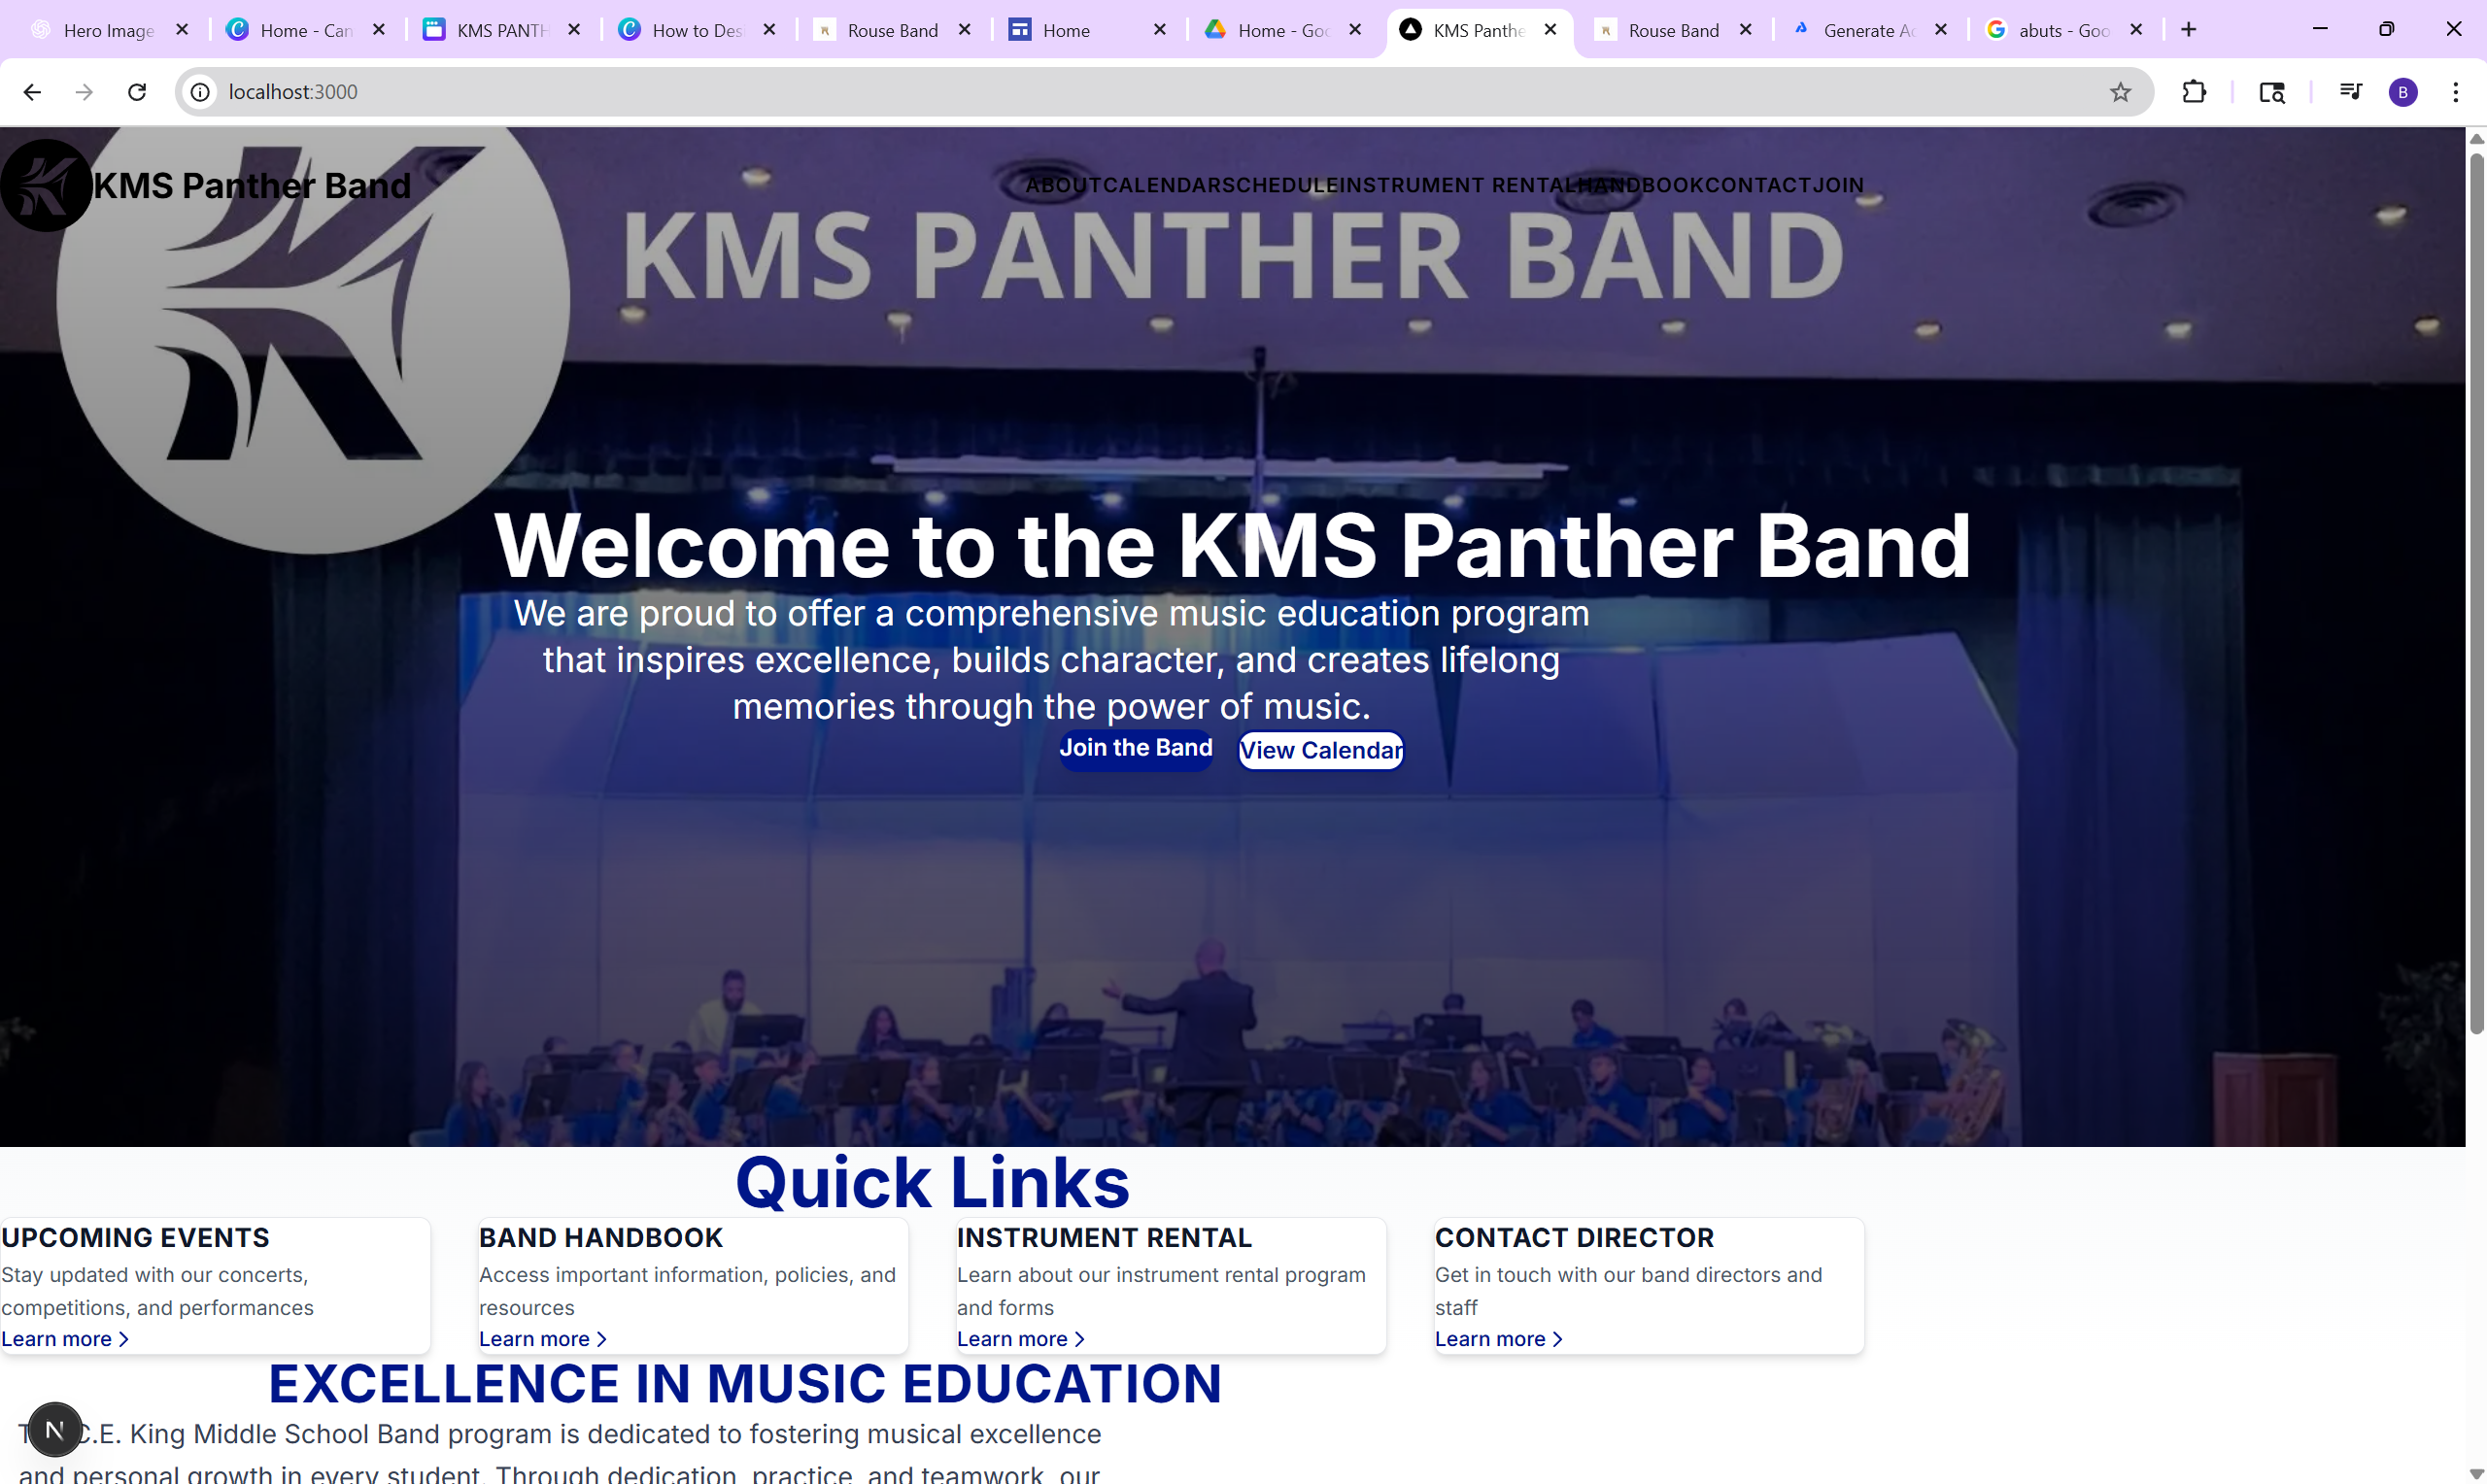 Hero Image
Home - Can
KMS PANTH
How to Des
Rouse Band
Home
Home - Goo
KMS Panthe
Rouse Band
Generate Ac
abuts - Goo
localhost:3000
B
KMS Panther Band
ABOUTCALENDARSCHEDULEINSTRUMENT RENTALHANDBOOKCONTACTJOIN
KMS PANTHER BAND
Welcome to the KMS Panther Band
We are proud to offer a comprehensive music education program
that inspires excellence, builds character, and creates lifelong
memories through the power of music.
Join the Band
View Calendar
Quick Links
UPCOMING EVENTS
Stay updated with our concerts,
competitions, and performances
Learn more
BAND HANDBOOK
Access important information, policies, and
resources
Learn more
INSTRUMENT RENTAL
Learn about our instrument rental program
and forms
Learn more
CONTACT DIRECTOR
Get in touch with our band directors and
staff
Learn more
EXCELLENCE IN MUSIC EDUCATION
C.E. King Middle School Band program is dedicated to fostering musical excellence
and personal growth in every student. Through dedication, practice, and teamwork, our
N